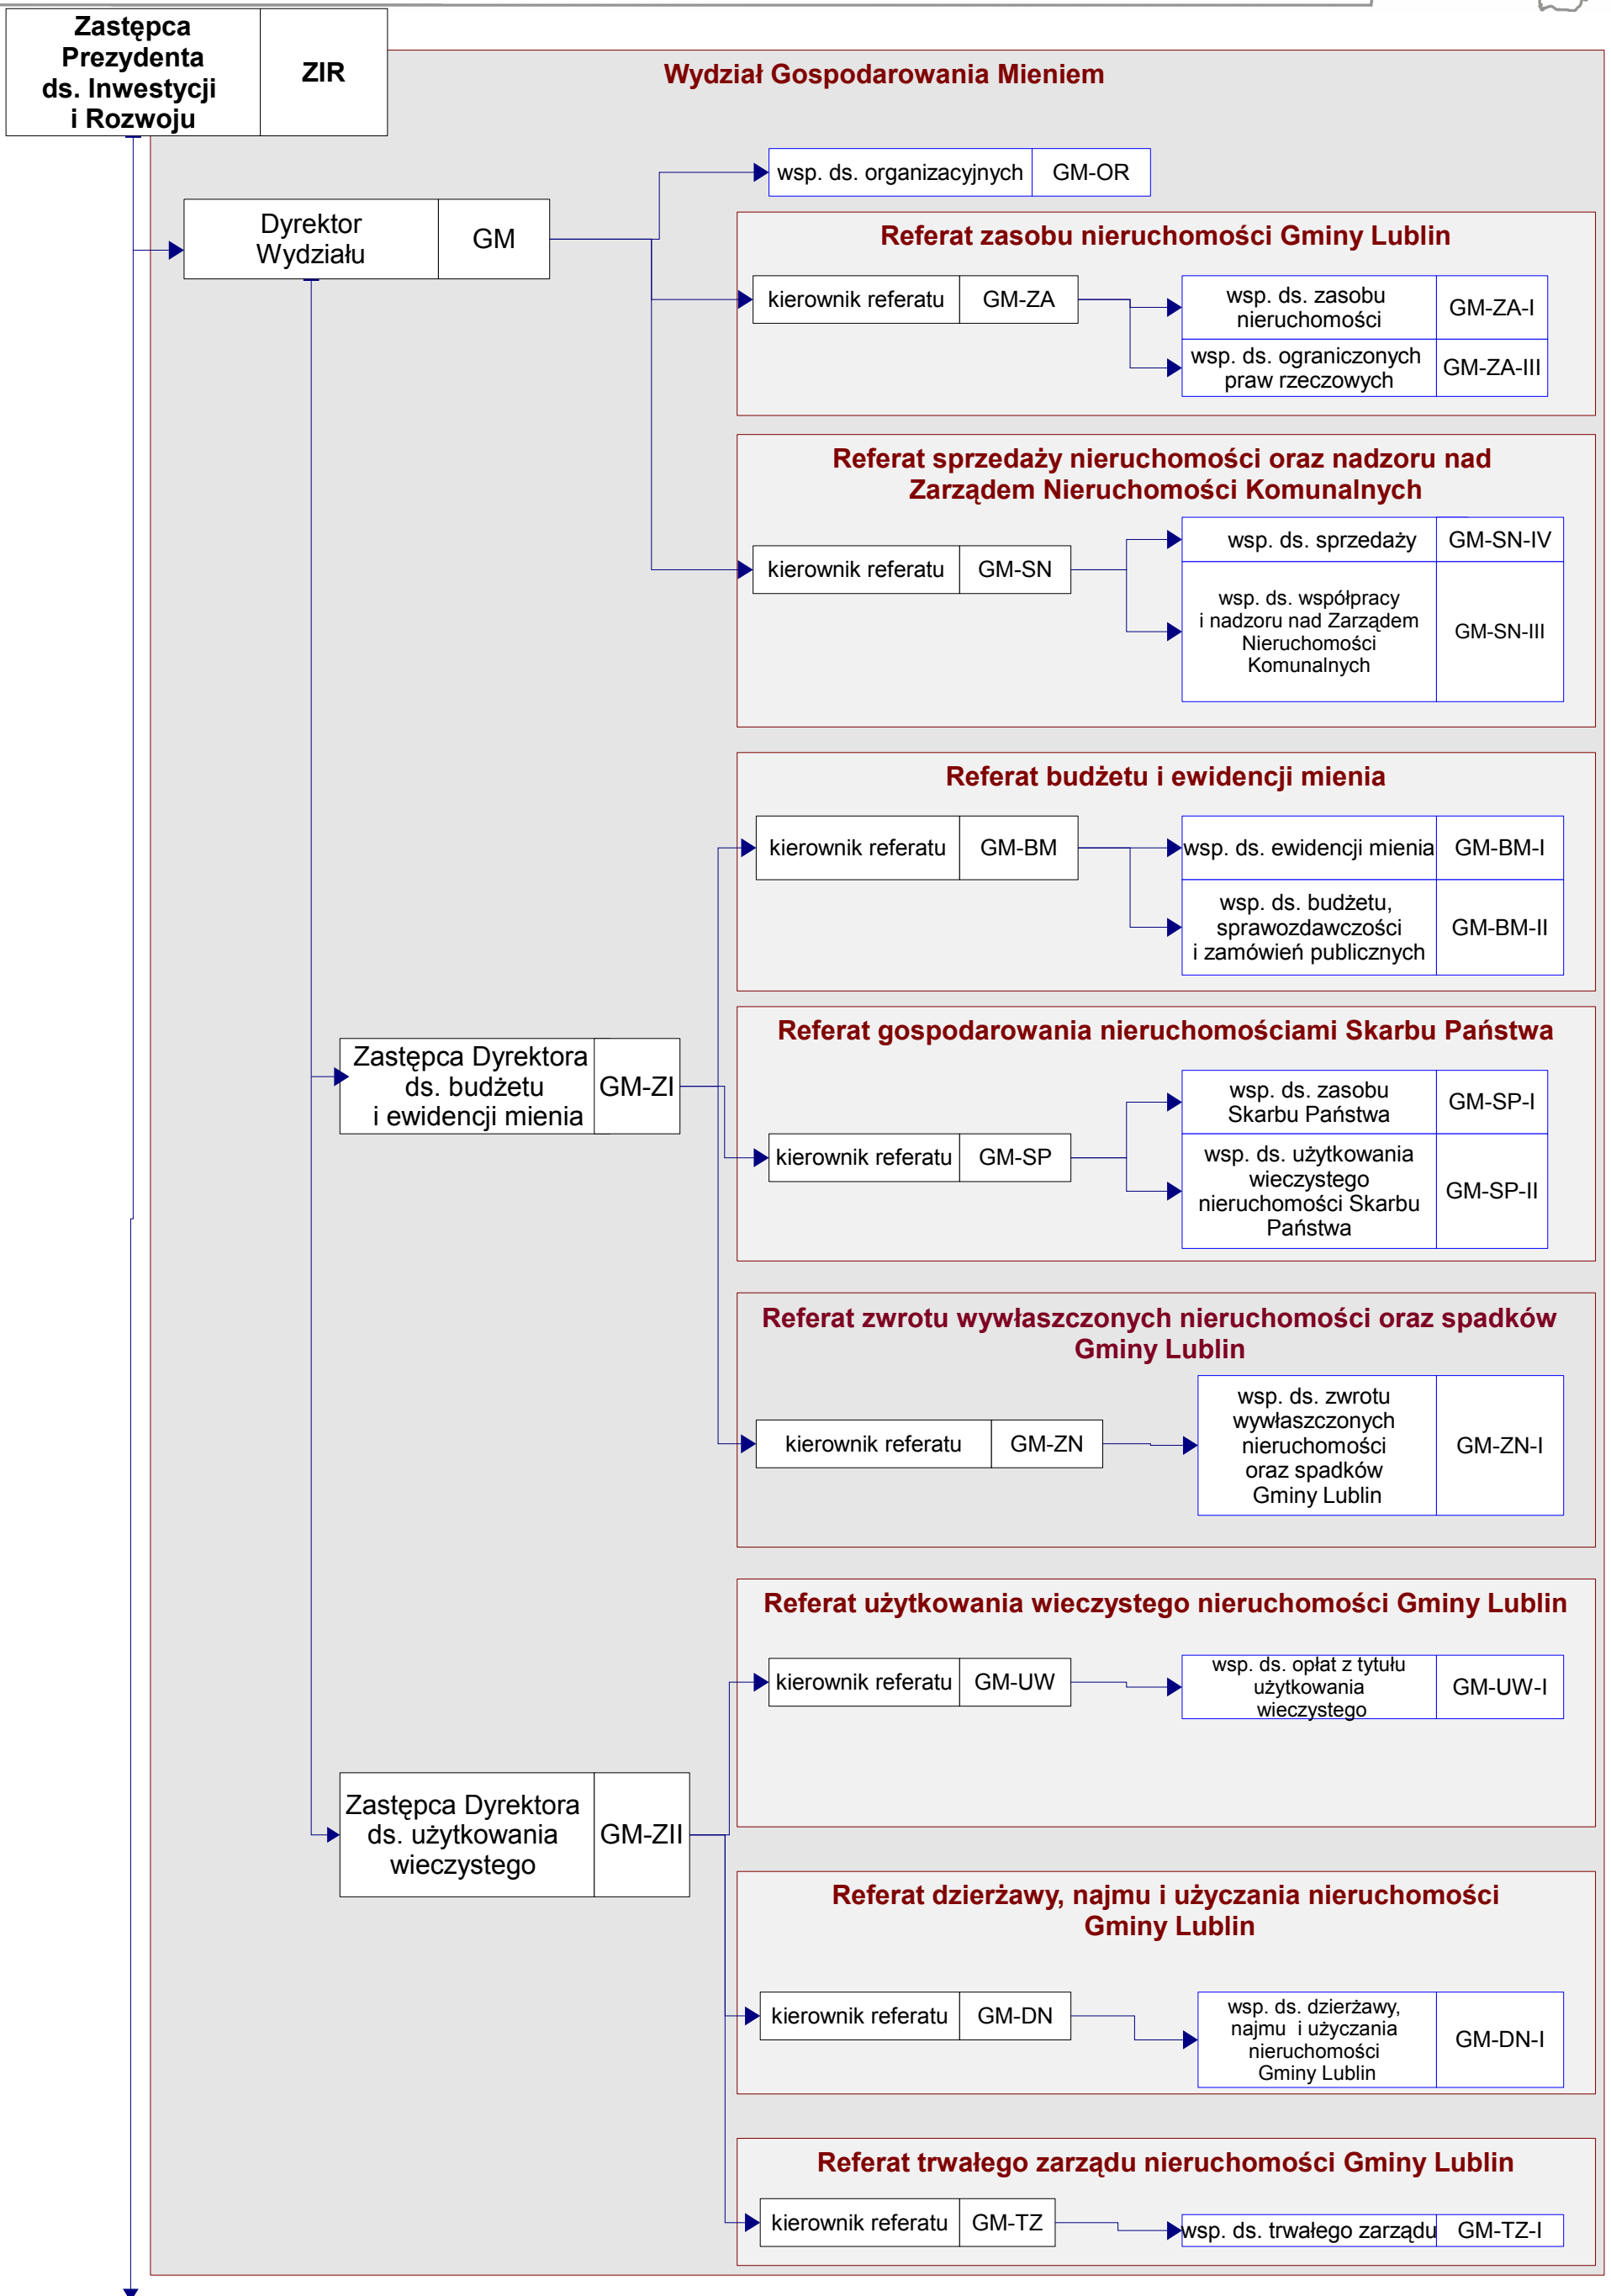 Zastępca
Prezydenta
ds. Inwestycji
i Rozwoju
ZIR
Wydział Gospodarowania Mieniem
wsp. ds. organizacyjnych
GM-OR
Dyrektor
Wydziału
GM
Referat zasobu nieruchomości Gminy Lublin
kierownik referatu
GM-ZA
wsp. ds. zasobu
nieruchomości
GM-ZA-I
wsp. ds. ograniczonych
praw rzeczowych
GM-ZA-III
Referat sprzedaży nieruchomości oraz nadzoru nad
Zarządem Nieruchomości Komunalnych
kierownik referatu
GM-SN
wsp. ds. sprzedaży
GM-SN-IV
wsp. ds. współpracy
i nadzoru nad Zarządem
Nieruchomości
Komunalnych
GM-SN-III
Referat budżetu i ewidencji mienia
kierownik referatu
GM-BM
wsp. ds. ewidencji mienia
GM-BM-I
wsp. ds. budżetu,
sprawozdawczości
i zamówień publicznych
GM-BM-II
Zastępca Dyrektora
ds. budżetu
i ewidencji mienia
GM-ZI
Referat gospodarowania nieruchomościami Skarbu Państwa
kierownik referatu
GM-SP
wsp. ds. zasobu
Skarbu Państwa
GM-SP-I
wsp. ds. użytkowania
wieczystego
nieruchomości Skarbu
Państwa
GM-SP-II
Referat zwrotu wywłaszczonych nieruchomości oraz spadków
Gminy Lublin
kierownik referatu
GM-ZN
wsp. ds. zwrotu
wywłaszczonych
nieruchomości
oraz spadków
Gminy Lublin
GM-ZN-I
Referat użytkowania wieczystego nieruchomości Gminy Lublin
kierownik referatu
GM-UW
wsp. ds. opłat z tytułu
użytkowania
wieczystego
GM-UW-I
Zastępca Dyrektora
ds. użytkowania
wieczystego
GM-ZII
Referat dzierżawy, najmu i użyczania nieruchomości
Gminy Lublin
kierownik referatu
GM-DN
wsp. ds. dzierżawy,
najmu i użyczania
nieruchomości
Gminy Lublin
GM-DN-I
Referat trwałego zarządu nieruchomości Gminy Lublin
kierownik referatu
GM-TZ
wsp. ds. trwałego zarządu
GM-TZ-I